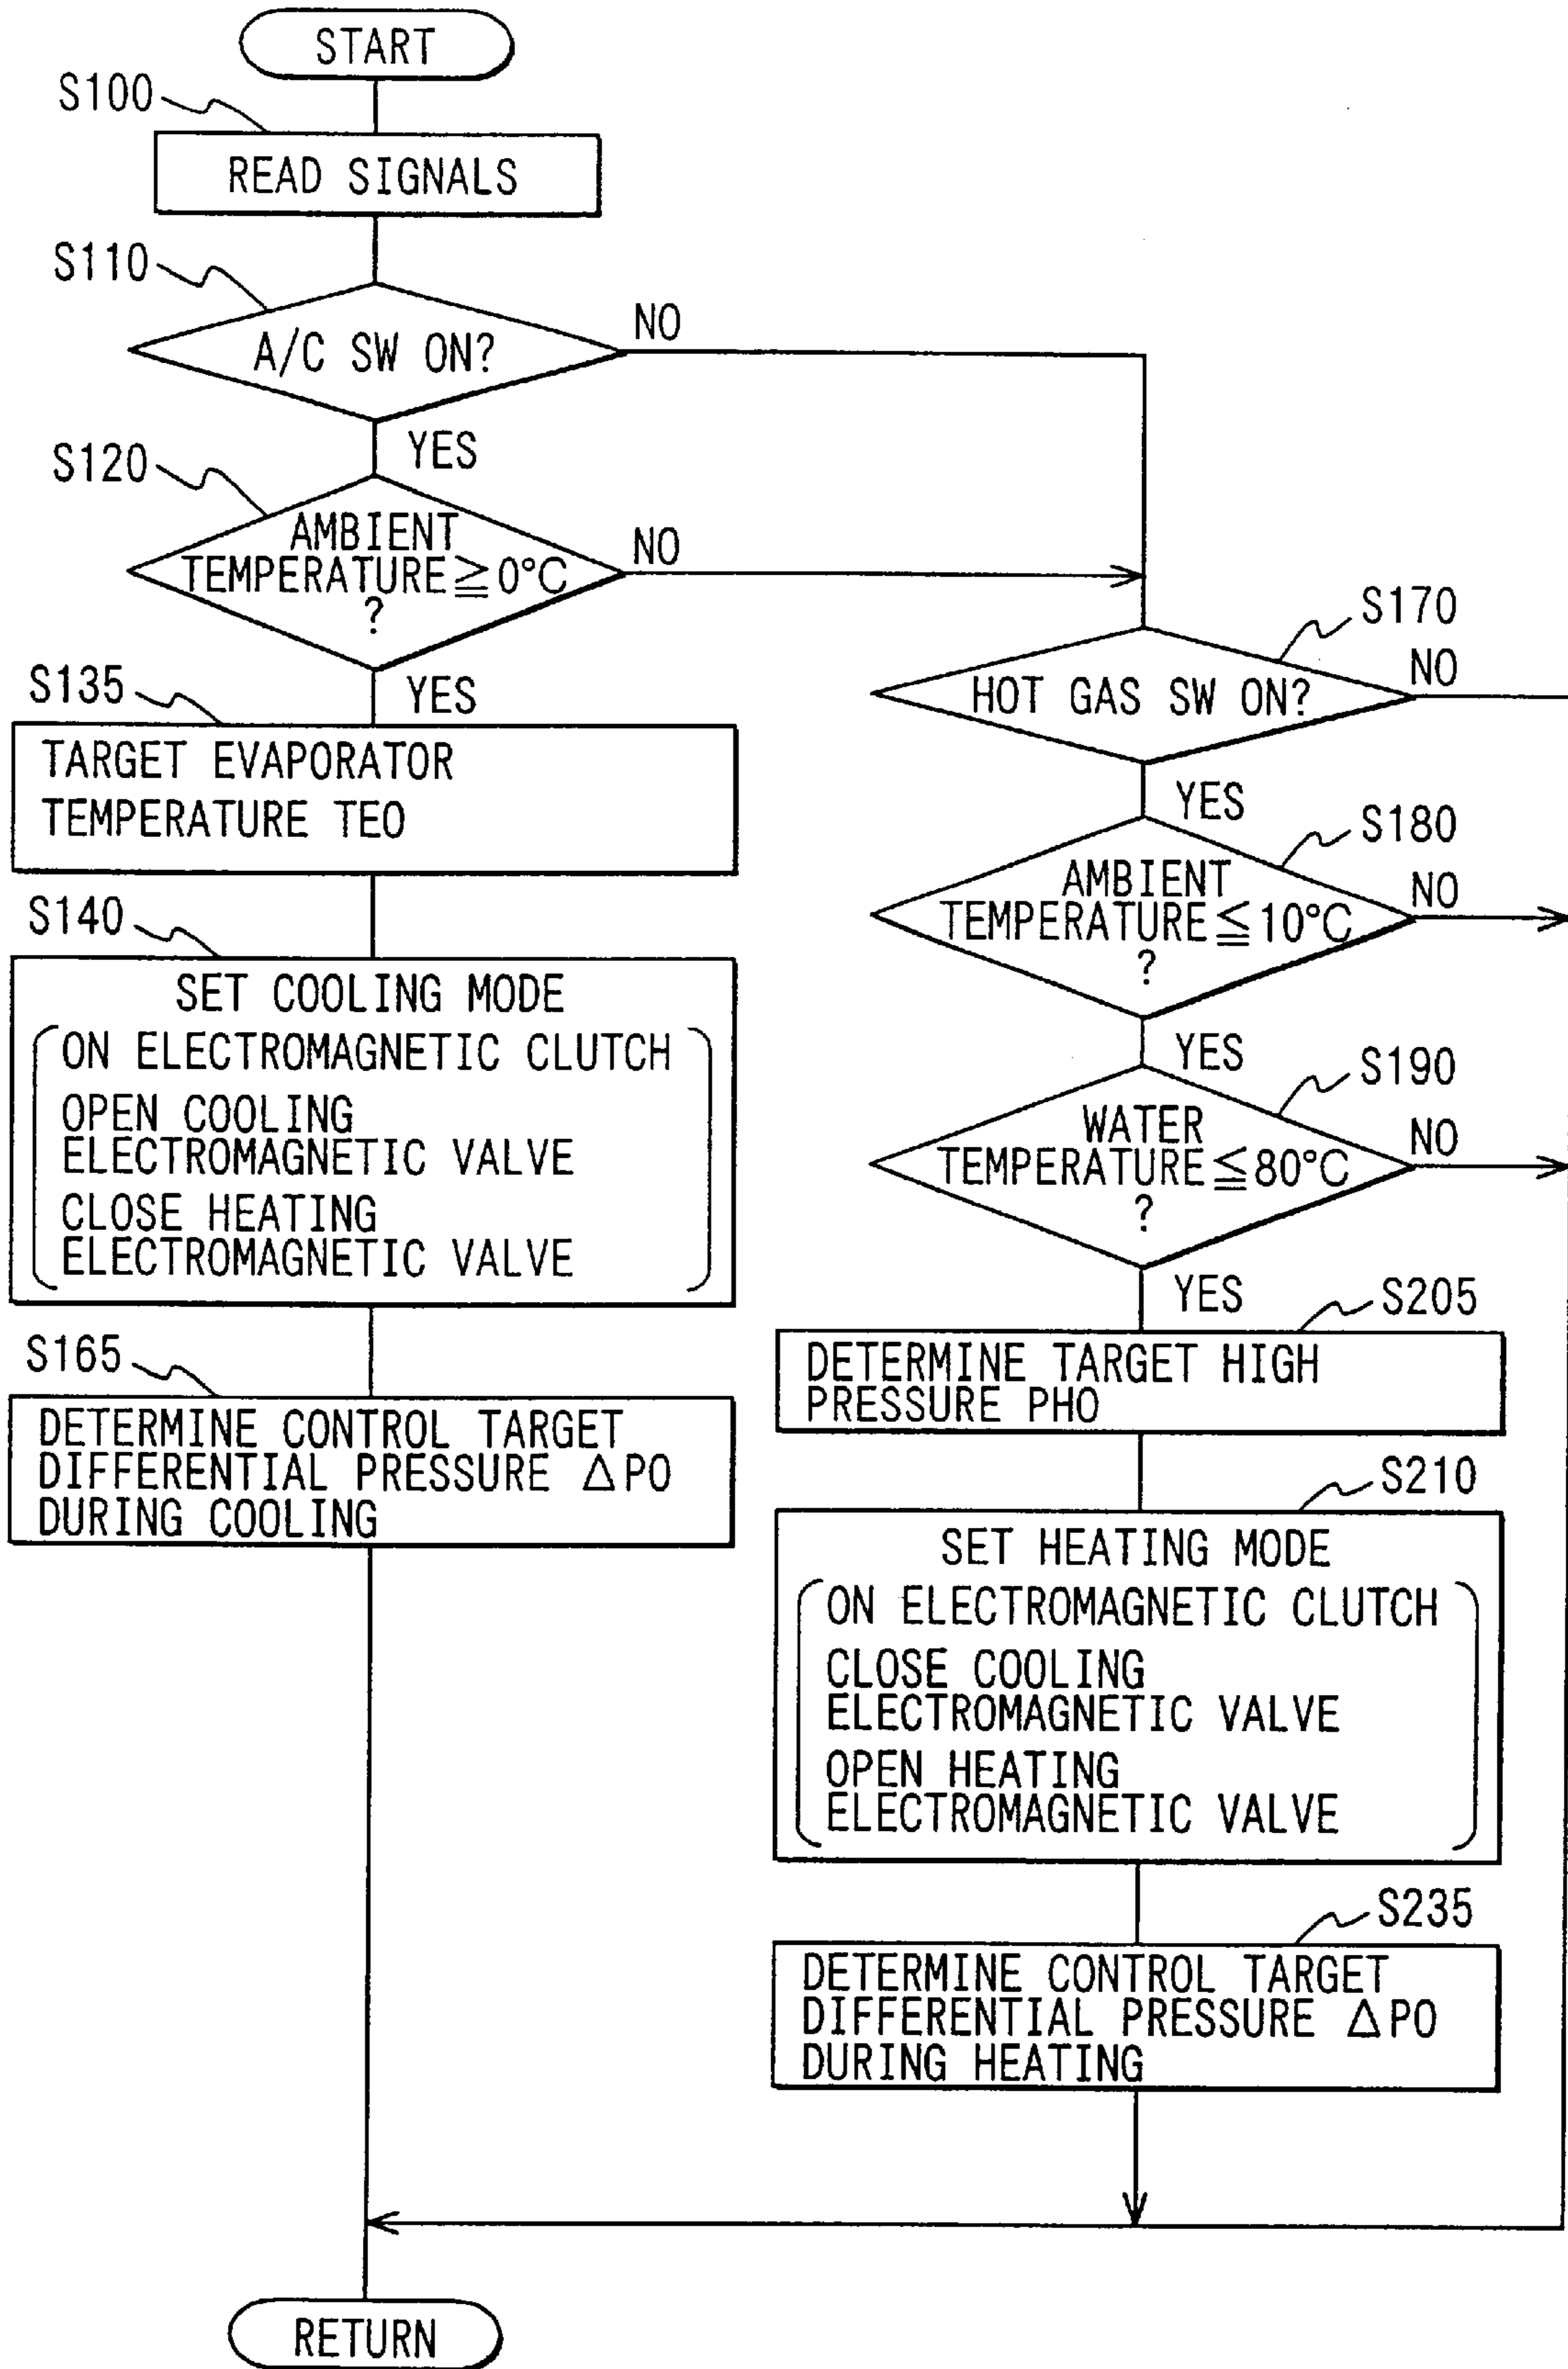 START
S100
READ SIGNALS
S110
A/C SW ON?
NO
YES
S120
AMBIENT
TEMPERATURE≧0°C
?
NO
YES
S135
TARGET EVAPORATOR
TEMPERATURE TEO
S140
SET COOLING MODE
ON ELECTROMAGNETIC CLUTCH
OPEN COOLING
ELECTROMAGNETIC VALVE
CLOSE HEATING
ELECTROMAGNETIC VALVE
S165
DETERMINE CONTROL TARGET
DIFFERENTIAL PRESSURE △PO
DURING COOLING
S170
HOT GAS SW ON?
NO
YES
S180
AMBIENT
TEMPERATURE≦10°C
?
NO
YES
S190
WATER
TEMPERATURE≦80°C
?
NO
YES
S205
DETERMINE TARGET HIGH
PRESSURE PHO
S210
SET HEATING MODE
ON ELECTROMAGNETIC CLUTCH
CLOSE COOLING
ELECTROMAGNETIC VALVE
OPEN HEATING
ELECTROMAGNETIC VALVE
S235
DETERMINE CONTROL TARGET
DIFFERENTIAL PRESSURE △PO
DURING HEATING
RETURN